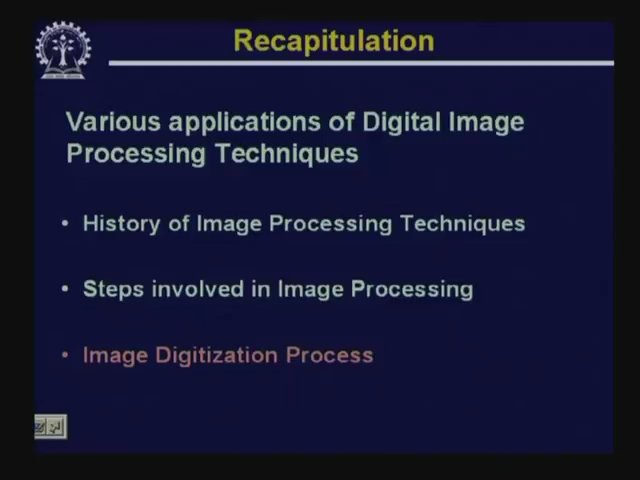 Recapitulation
Various applications of Digital Image
Processing Techniques
• History of Image Processing Techniques
• Steps involved in Image Processing
• Image Digitization Process